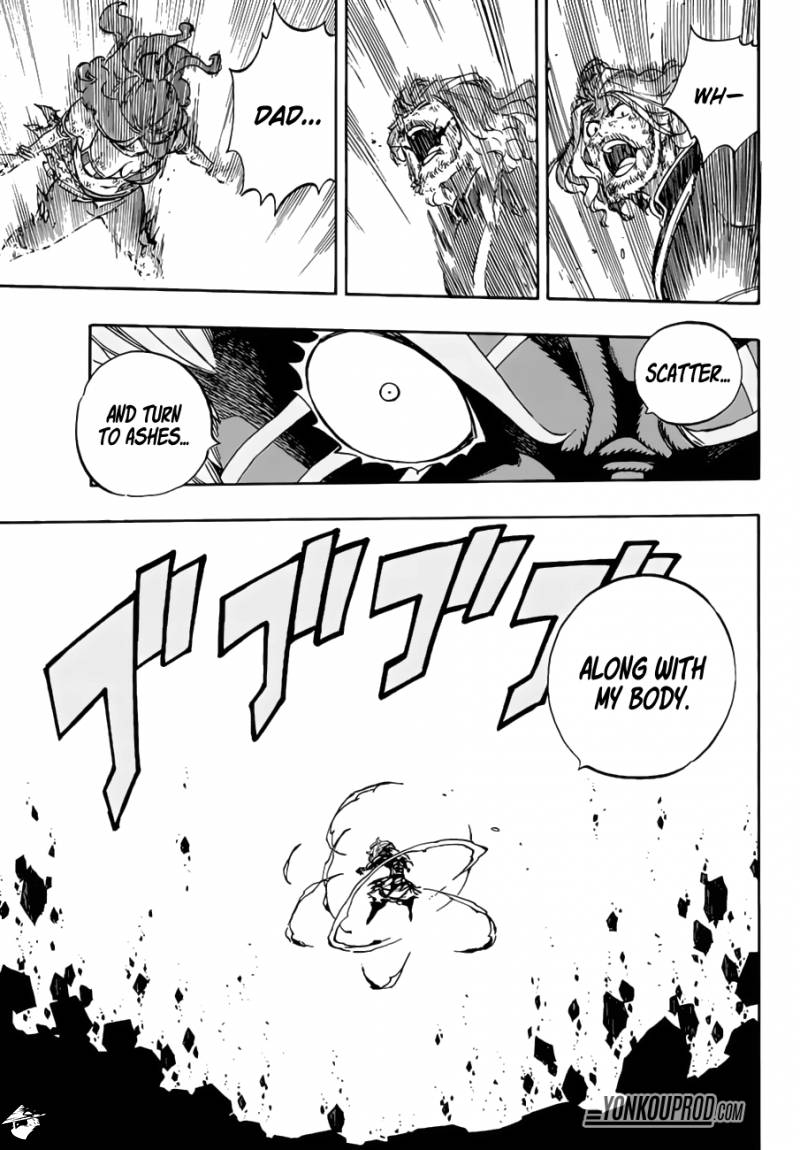 WH-
DAD...
SCATTER...
AND TURN
TO ASHES...
ALONG WITH
MY BODY.
ブブブブ
YONKOUPROD.COM